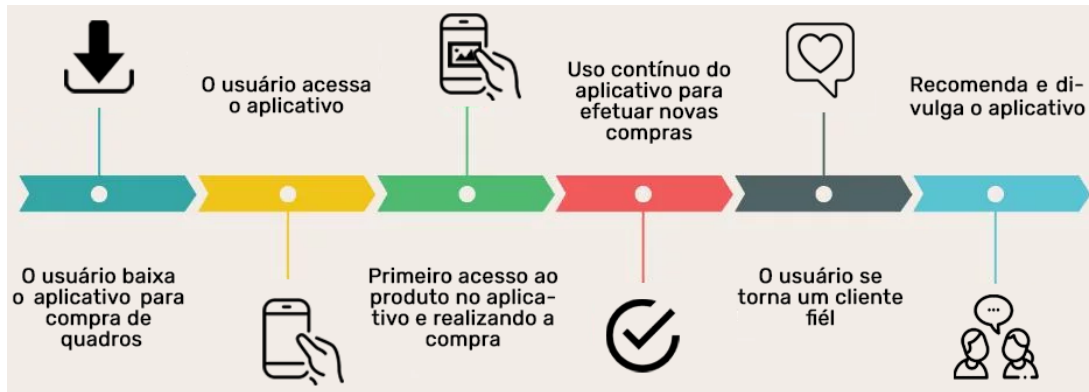 O usuário baixa
o aplicativo para
compra de
quadros
O usuário acessa
o aplicativo
Primeiro acesso ao
produto no aplica-
tivo e realizando a
compra
Uso contínuo do
aplicativo para
efetuar novas
compras
O usuário se
torna um cliente
fiél
Recomenda e di-
vulga o aplicativo